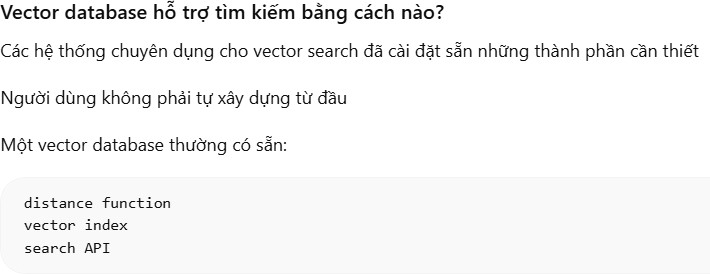 Vector database hỗ trợ tìm kiếm bằng cách nào?
Các hệ thống chuyên dụng cho vector search đã cài đặt sẵn những thành phần cần thiết
Người dùng không phải tự xây dựng từ đầu
Một vector database thường có sẵn:
distance function
vector index
search API